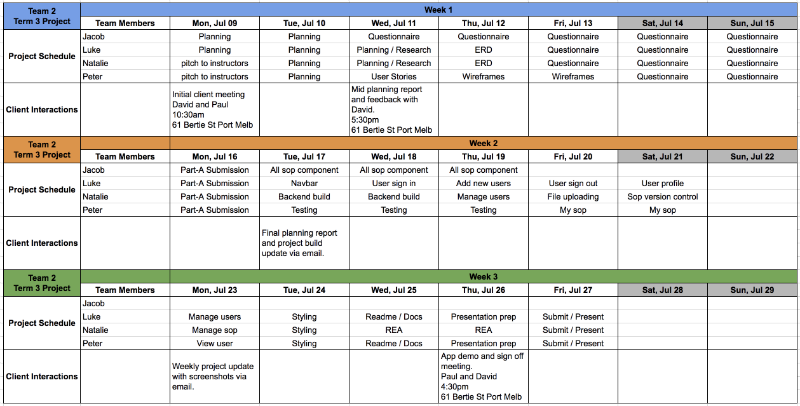 Team 2 Week 1
Term 3 Project Team Members Mon, Jul 09 Tue, Jul 10 Wed, Jul 11 Thu, Jul 12 Fri, Jul 13 Sat, Jul 14 Sun, Jul 15
Project Schedule
Jacob Planning Planning Questionnaire Questionnaire Questionnaire Questionnaire Questionnaire
Luke Planning Planning Planning / Research ERD Questionnaire Questionnaire Questionnaire
Natalie pitch to instructors Planning Planning / Research ERD Questionnaire Questionnaire Questionnaire
Peter pitch to instructors Planning User Stories Wireframes Wireframes Questionnaire Questionnaire
Client Interactions
Initial client meeting
David and Paul
10:30am
61 Bertie St Port Melb
Mid planning report
and feedback with
David.
5:30pm
61 Bertie St Port Melb
Team 2 Week 2
Term 3 Project Team Members Mon, Jul 16 Tue, Jul 17 Wed, Jul 18 Thu, Jul 19 Fri, Jul 20 Sat, Jul 21 Sun, Jul 22
Project Schedule
Jacob Part-A Submission All sop component All sop component All sop component
Luke Part-A Submission Navbar User sign in Add new users User sign out User profile
Natalie Part-A Submission Backend build Backend build Manage users File uploading Sop version control
Peter Part-A Submission Testing Testing Testing My sop My sop
Client Interactions
Final planning report
and project build
update via email.
Team 2 Week 3
Term 3 Project Team Members Mon, Jul 23 Tue, Jul 24 Wed, Jul 25 Thu, Jul 26 Fri, Jul 27 Sat, Jul 28 Sun, Jul 29
Project Schedule
Jacob
Luke Manage users Styling Readme / Docs Presentation prep Submit / Present
Natalie Manage sop Styling REA REA Submit / Present
Peter View user Styling Readme / Docs Presentation prep Submit / Present
Client Interactions
Weekly project update
with screenshots via
email.
App demo and sign off
meeting.
Paul and David
4:30pm
61 Bertie St Port Melb